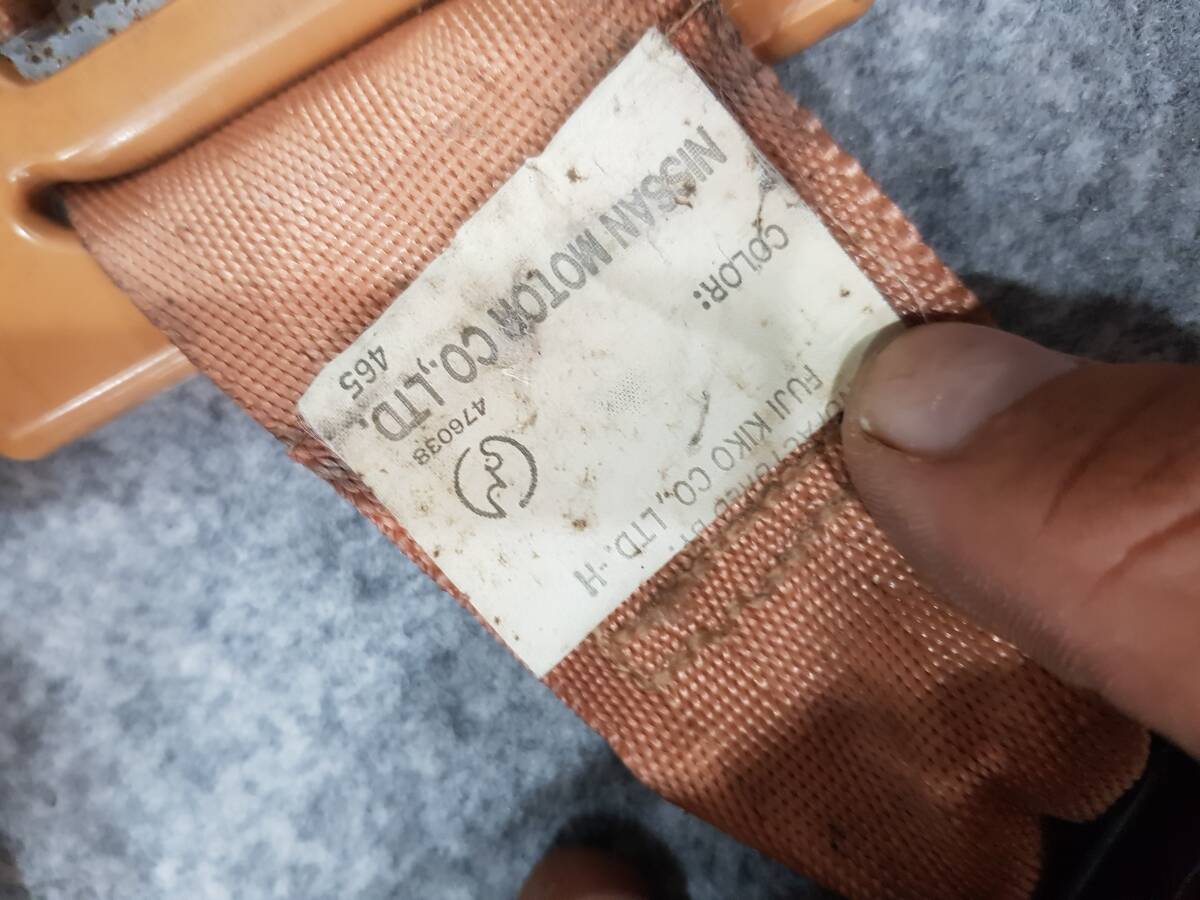 NISSAN MOTOR CO.,LTD.
465
COLOR:
476038
FUJI KIKO CO., LTD.-H